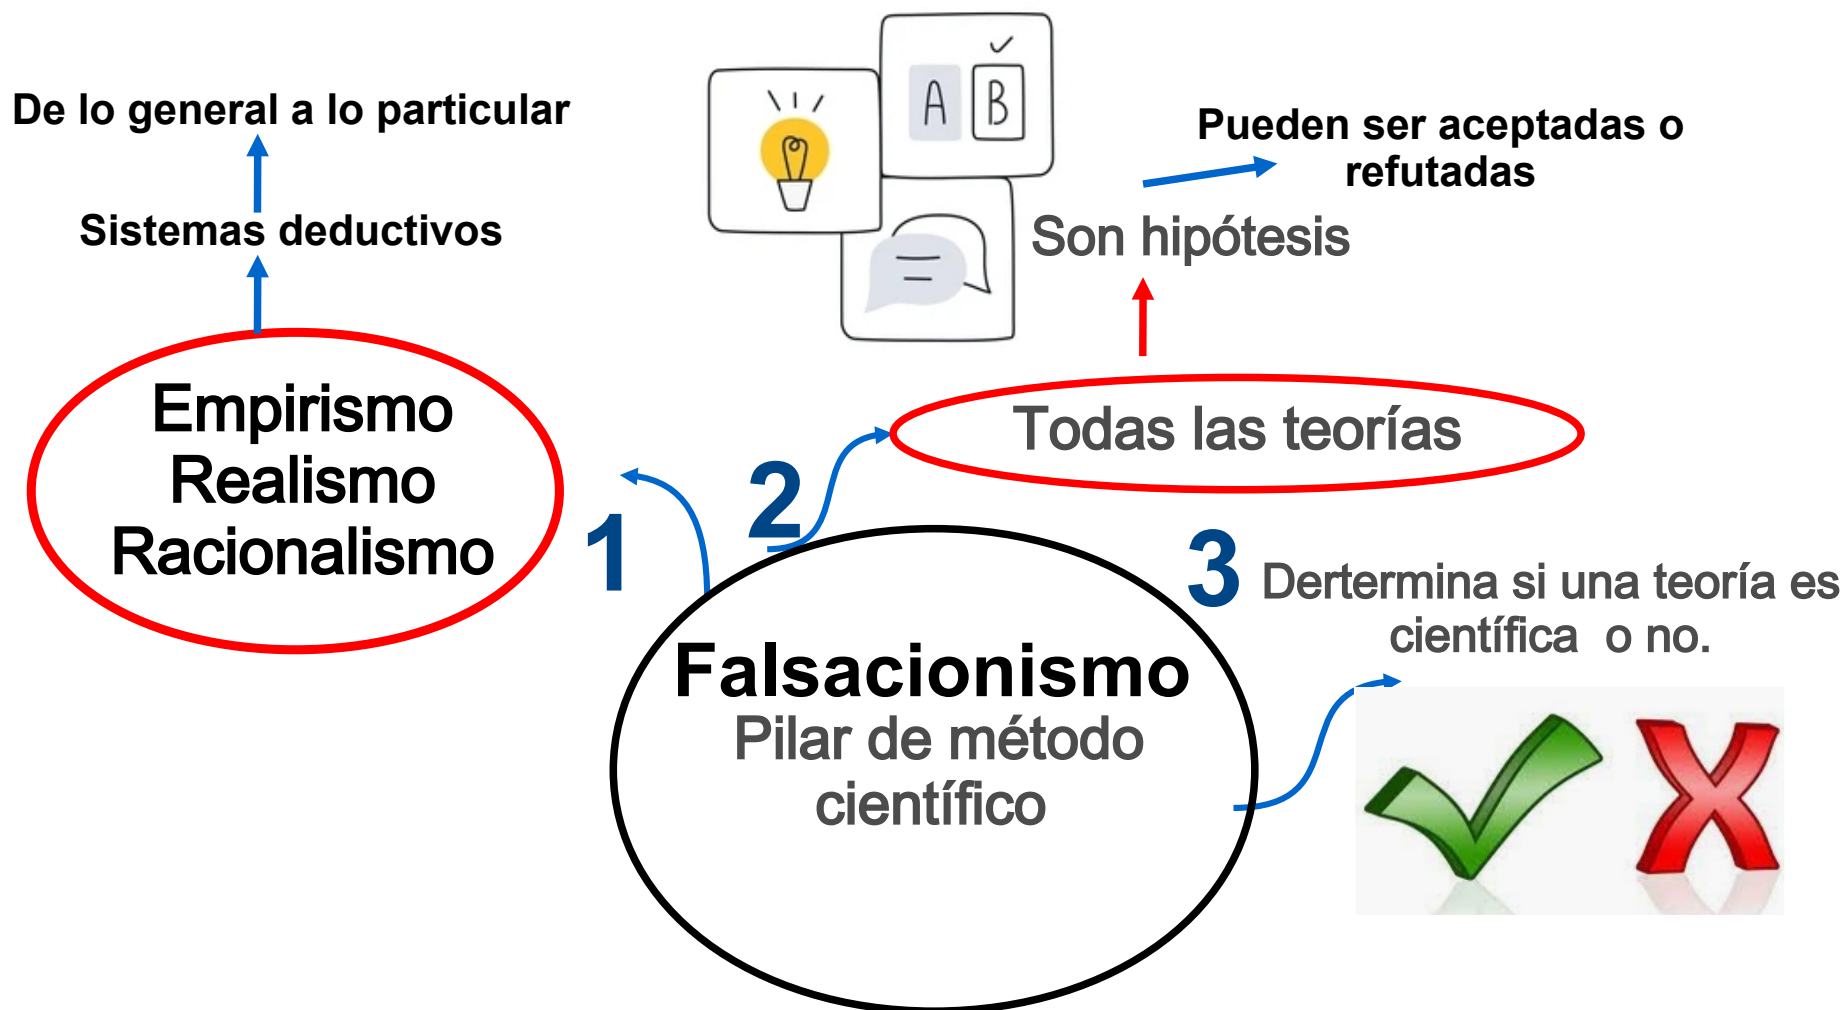 De lo general a lo particular
Sistemas deductivos
Empirismo
Realismo
Racionalismo
1
A
B
Pueden ser aceptadas o
refutadas
Son hipótesis
Todas las teorías
2
3
Dertermina si una teoría es
científica o no.
Falsacionismo
Pilar de método
científico